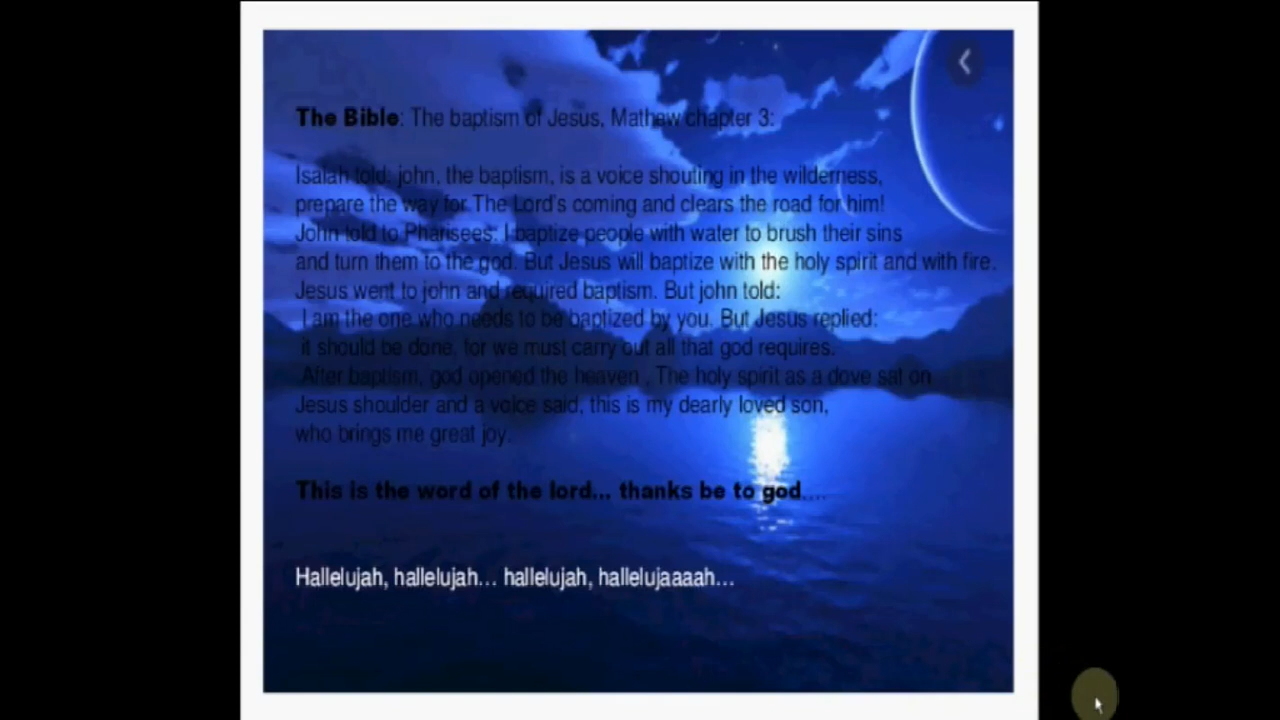 The Bible: The baptism of Jesus, Mathew chapter 3:
Isaiah told: john, the baptism, is a voice shouting in the wilderness,
prepare the way for The Lord's coming and clears the road for him!
John told to Pharisees: I baptize people with water to brush their sins
and turn them to the god. But Jesus will baptize with the holy spirit and with fire.
Jesus went to john and required baptism. But john told:
I am the one who needs to be baptized by you. But Jesus replied:
it should be done, for we must carry out all that god requires.
After baptism, god opened the heaven . The holy spirit as a dove sat on
Jesus shoulder and a voice said, this is my dearly loved son,
who brings me great joy.
This is the word of the lord... thanks be to god....
Hallelujah, hallelujah... hallelujah, hallelujaaaah...